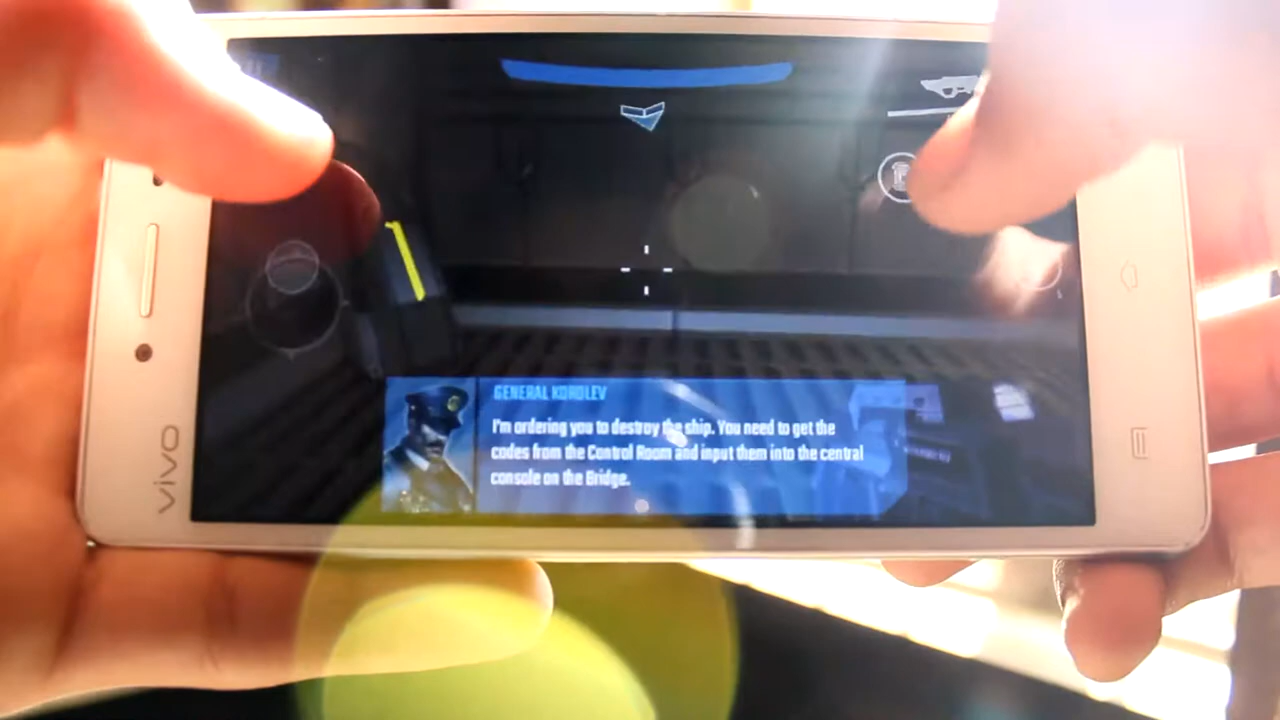 GENERAL KOROLEV
I'm ordering you to destroy the ship. You need to get the
codes from the Control Room and input them into the central
console on the Bridge.
vivo